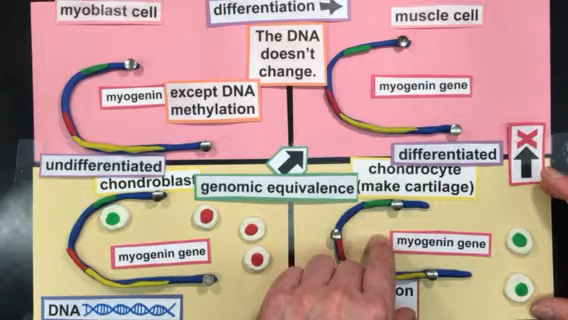 myoblast cell
differentiation
muscle cell
The DNA
doesn't
change.
myogenin
except DNA
methylation
myogenin gene
undifferentiated
differentiated
chondroblast
genomic equivalence
chondrocyte
(make cartilage)
myogenin gene
myogenin gene
on
DNA